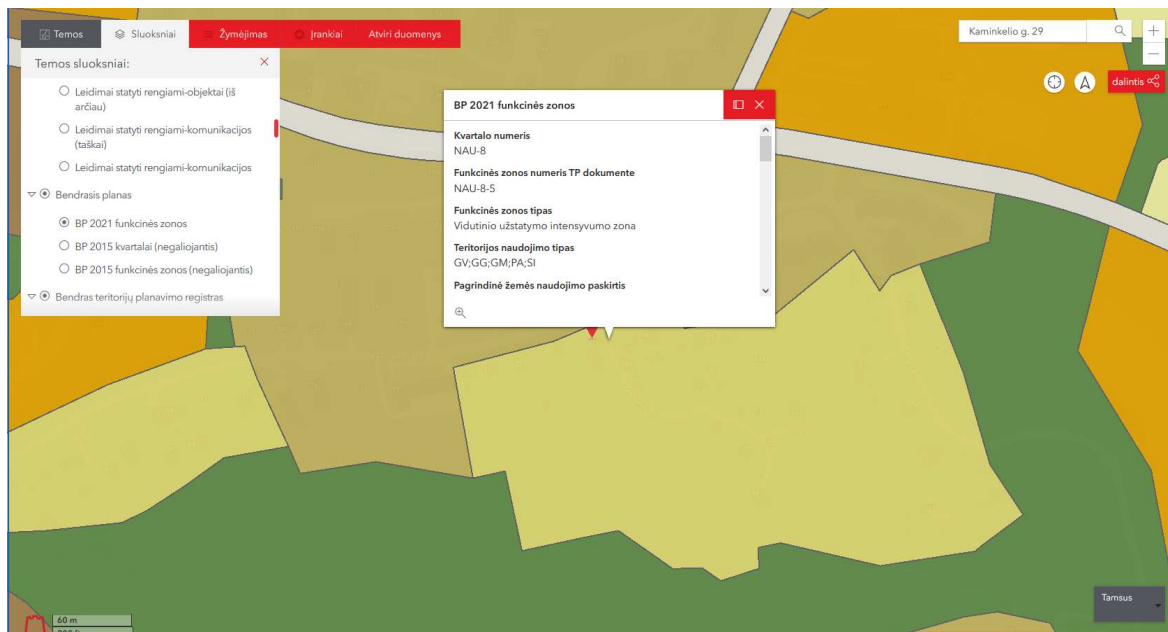 Temos
Sluoksniai
Žymėjimas
Įrankiai
Atviri duomenys
Kaminkelio g. 29
dalintis
Temos sluoksniai:
Leidimai statyti rengiami-objektai (iš
arčiau)
Leidimai statyti rengiami-komunikacijos
(taškai)
Leidimai statyti rengiami-komunikacijos
Bendrasis planas
BP 2021 funkcinės zonos
BP 2015 kvartalai (negaliojantis)
BP 2015 funkcinės zonos (negaliojantis)
Bendras teritorijų planavimo registras
BP 2021 funkcinės zonos
Kvartalo numeris
NAU-8
Funkcinės zonos numeris TP dokumente
NAU-8-5
Funkcinės zonos tipas
Vidutinio užstatymo intensyvumo zona
Teritorijos naudojimo tipas
GV;GG;GM;PA;SI
Pagrindinė žemės naudojimo paskirtis
Tamsus
60 m